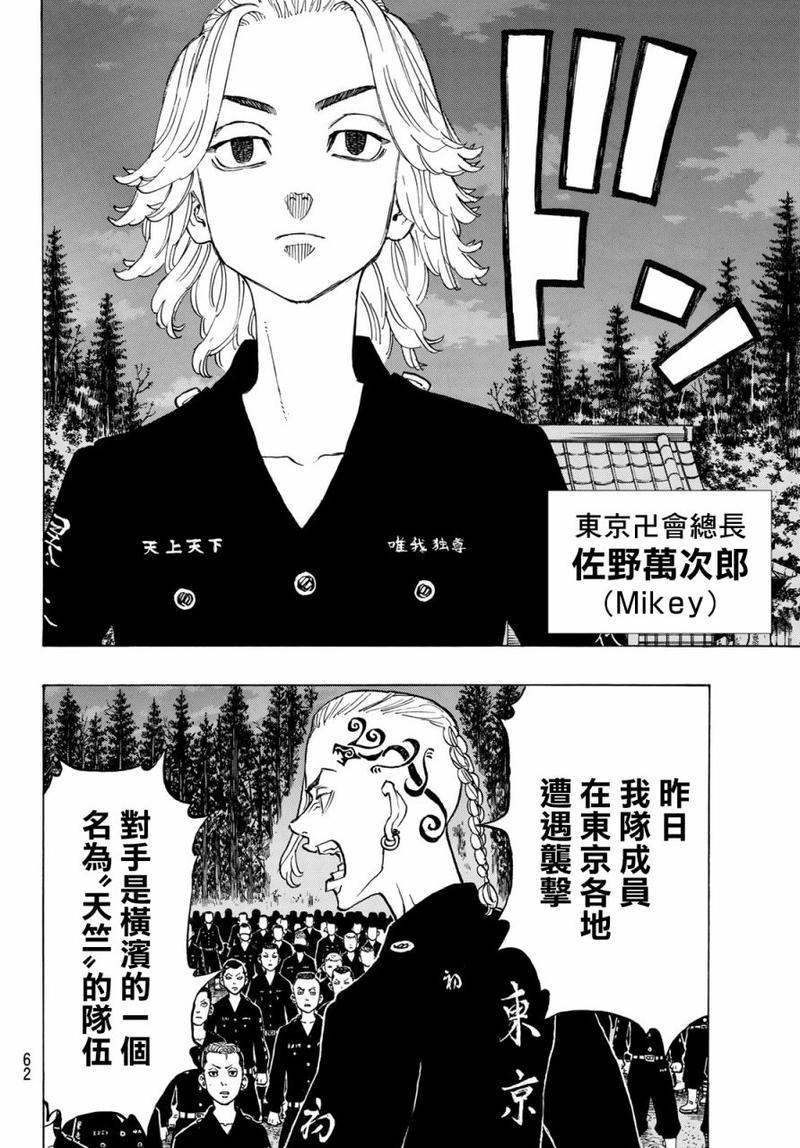 ドン
天上天下
唯我独尊
東京卍會總長
佐野萬次郎
（Mikey）
昨日
我隊成員
在東京各地
遭遇襲擊
對手是橫濱的一個
名為〝天竺〞的隊伍
初
東京
初
62